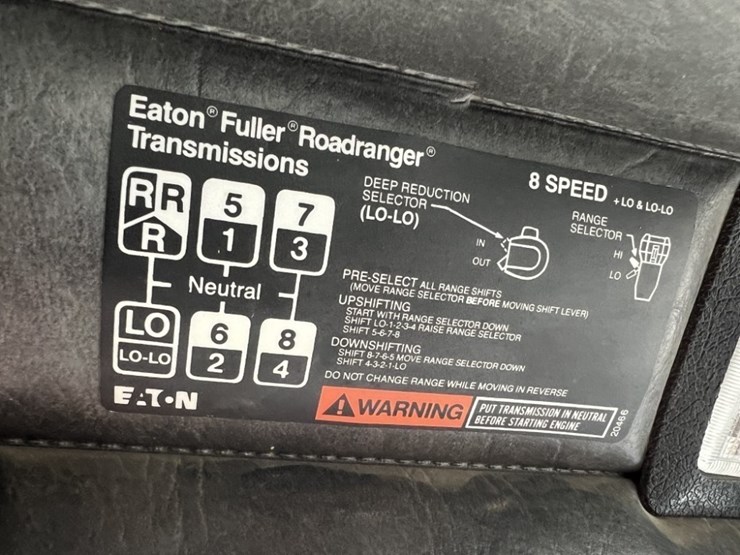 Eaton® Fuller® Roadranger®
Transmissions
8 SPEED + LO & LO-LO
R R
R
5
1
7
3
Neutral
LO
LO-LO
6
2
8
4
DEEP REDUCTION
SELECTOR
(LO-LO)
IN
OUT
RANGE
SELECTOR
HI
LO
PRE-SELECT ALL RANGE SHIFTS
(MOVE RANGE SELECTOR BEFORE MOVING SHIFT LEVER)
UPSHIFTING
START WITH RANGE SELECTOR DOWN
SHIFT LO-1-2-3-4 RAISE RANGE SELECTOR
SHIFT 5-6-7-8
DOWNSHIFTING
SHIFT 8-7-6-5 MOVE RANGE SELECTOR DOWN
SHIFT 4-3-2-1-LO
DO NOT CHANGE RANGE WHILE MOVING IN REVERSE
EATON
WARNING
PUT TRANSMISSION IN NEUTRAL
BEFORE STARTING ENGINE
20466